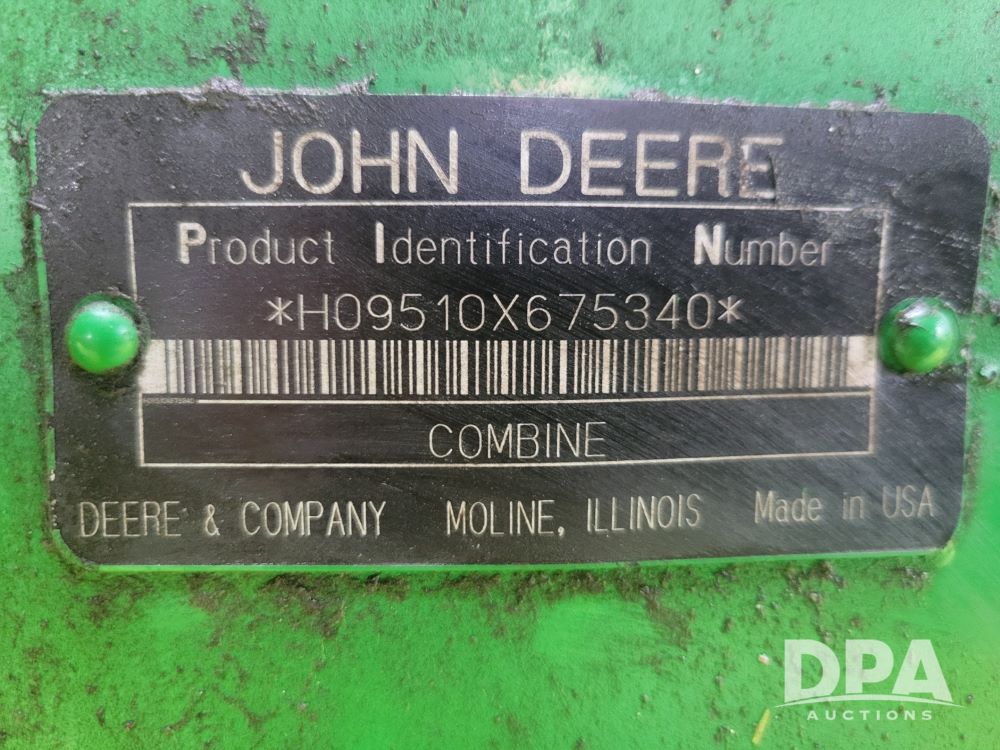 JOHN DEERE
Product Identification Number
*H09510X675340*
COMBINE
DEERE & COMPANY MOLINE, ILLINOIS Made in USA
DPA
AUCTIONS